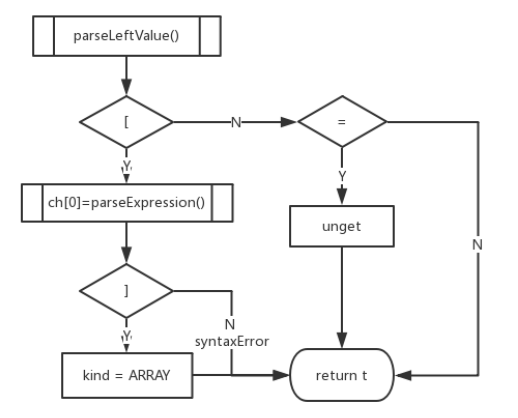 parseLeftValue()
[
N
=
Y
Y
ch[0]=parseExpression()
unget
N
]
N
syntaxError
Y
kind = ARRAY
return t